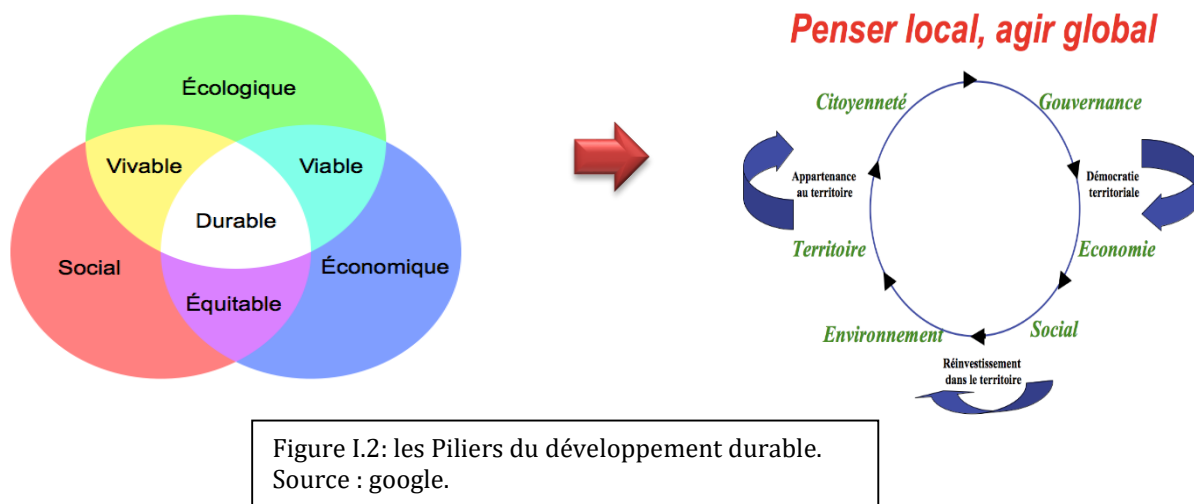 Écologique
Vivable
Viable
Durable
Social
Économique
Équitable
Penser local, agir global
Citoyenneté
Gouvernance
Appartenance
au territoire
Démocratie
territoriale
Territoire
Economie
Environnement
Social
Réinvestissement
dans le territoire
Figure I.2: les Piliers du développement durable.
Source : google.